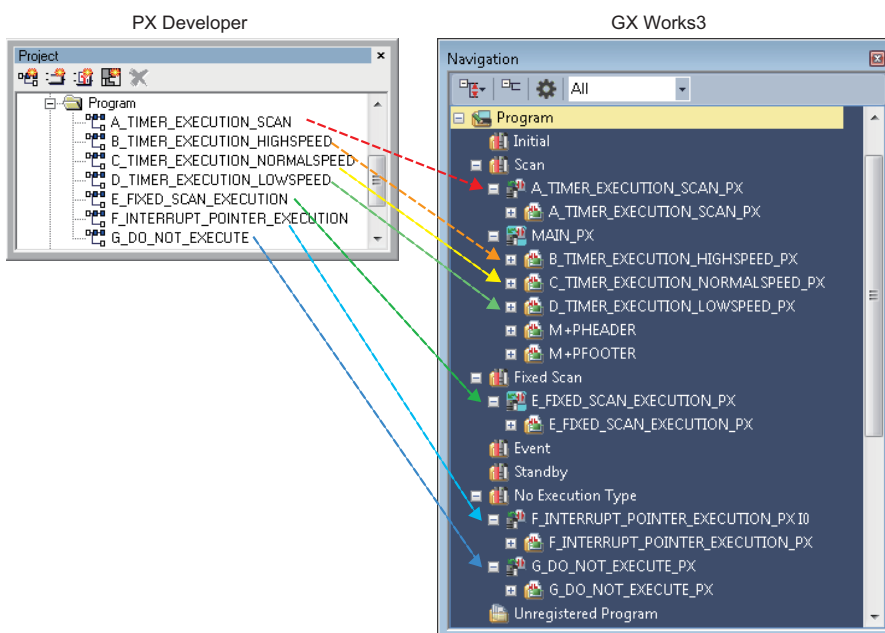 PX Developer
GX Works3
Project
Program
A_TIMER_EXECUTION_SCAN
B_TIMER_EXECUTION_HIGHSPEED
C_TIMER_EXECUTION_NORMALSPEED
D_TIMER_EXECUTION_LOWSPEED
E_FIXED_SCAN_EXECUTION
F_INTERRUPT_POINTER_EXECUTION
G_DO_NOT_EXECUTE
Navigation
All
Program
Initial
Scan
A_TIMER_EXECUTION_SCAN_PX
A_TIMER_EXECUTION_SCAN_PX
MAIN_PX
B_TIMER_EXECUTION_HIGHSPEED_PX
C_TIMER_EXECUTION_NORMALSPEED_PX
D_TIMER_EXECUTION_LOWSPEED_PX
M+PHEADER
M+PFOOTER
Fixed Scan
E_FIXED_SCAN_EXECUTION_PX
E_FIXED_SCAN_EXECUTION_PX
Event
Standby
No Execution Type
F_INTERRUPT_POINTER_EXECUTION_PX I0
F_INTERRUPT_POINTER_EXECUTION_PX
G_DO_NOT_EXECUTE_PX
G_DO_NOT_EXECUTE_PX
Unregistered Program